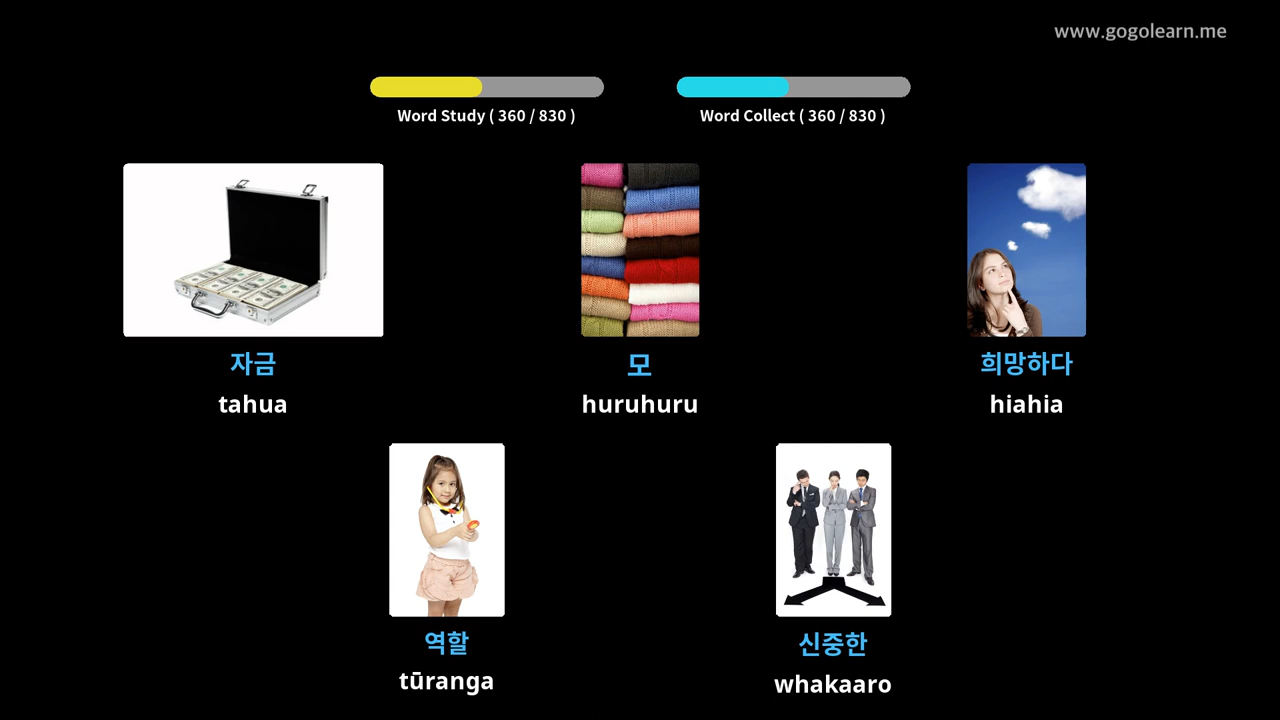 www.gogolearn.me
Word Study ( 360 / 830 )
Word Collect ( 360 / 830 )
자금
tahua
모
huruhuru
희망하다
hiahia
역할
tūranga
신중한
whakaaro